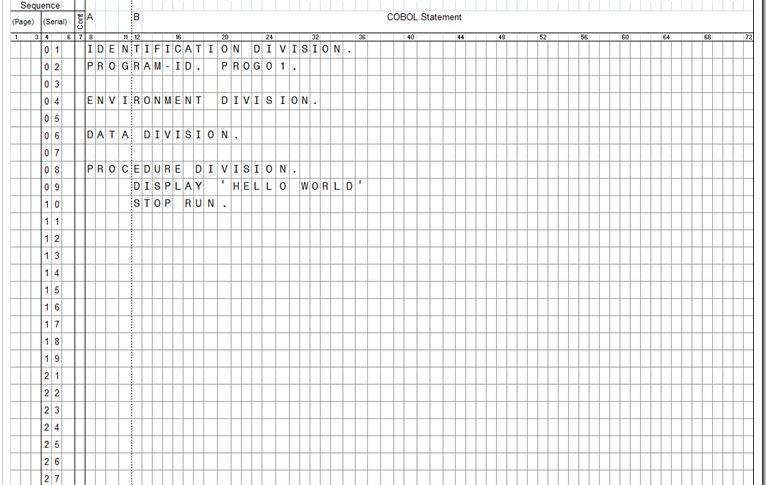 Sequence
(Page) (Serial) Cont A B COBOL Statement
1 3 4 6 7 8 11 12 16 20 24 28 32 36 40 44 48 52 56 60 64 68 72
01 IDENTIFICATION DIVISION.
02 PROGRAM-ID. PROG01.
03
04 ENVIRONMENT DIVISION.
05
06 DATA DIVISION.
07
08 PROCEDURE DIVISION.
09 DISPLAY 'HELLO WORLD'
10 STOP RUN.
11
12
13
14
15
16
17
18
19
21
22
23
24
25
26
27